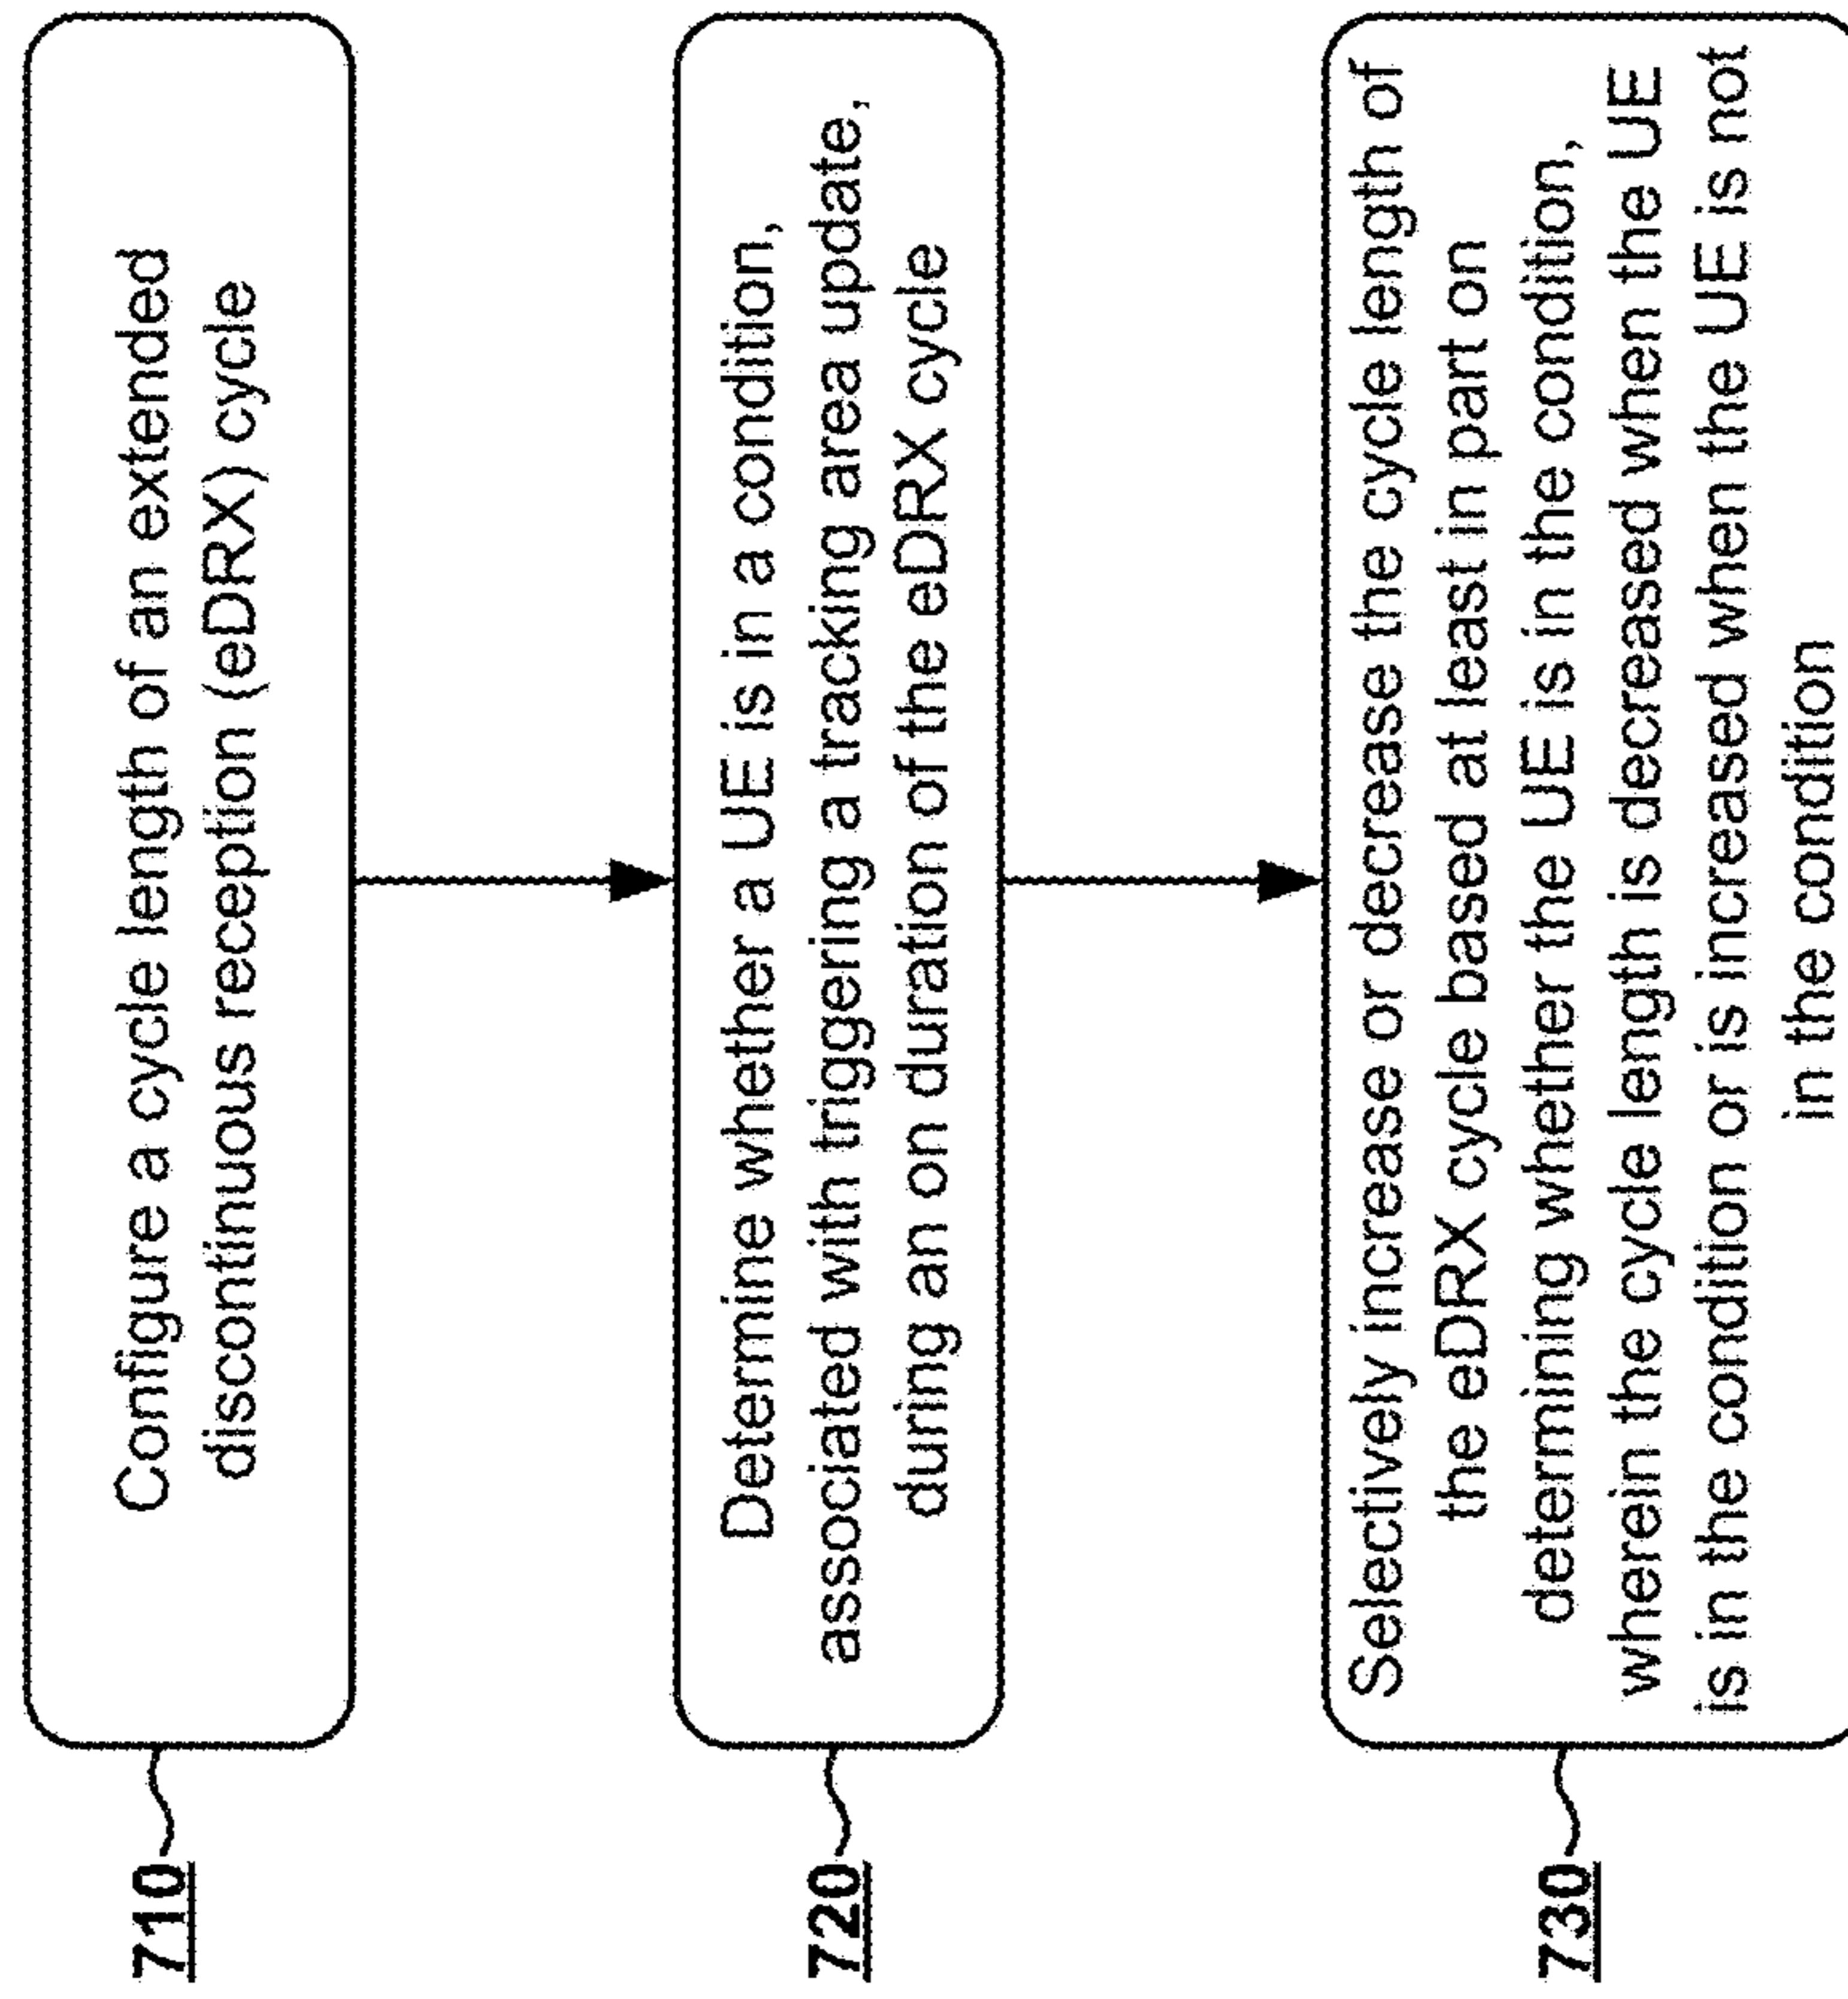 710
Configure a cycle length of an extended
discontinuous reception (eDRX) cycle
720
Determine whether a UE is in a condition,
associated with triggering a tracking area update,
during an on duration of the eDRX cycle
730
Selectively increase or decrease the cycle length of
the eDRX cycle based at least in part on
determining whether the UE is in the condition,
wherein the cycle length is decreased when the UE
is in the condition or is increased when the UE is not
in the condition